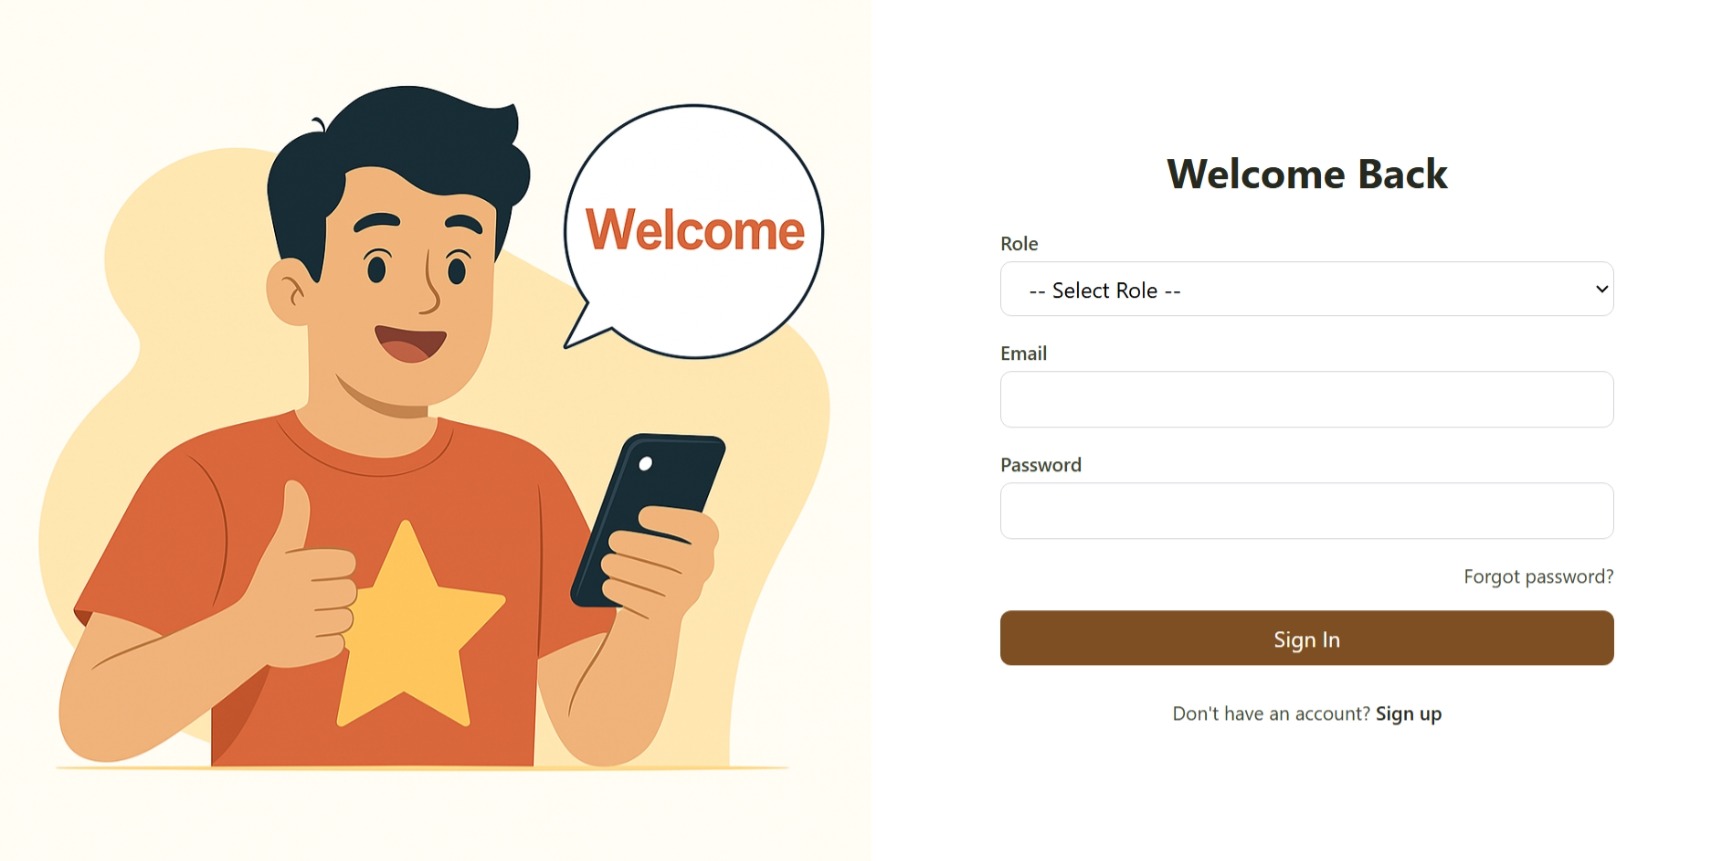 Welcome
Welcome Back
Role
-- Select Role --
Email
Password
Forgot password?
Sign In
Don't have an account? Sign up